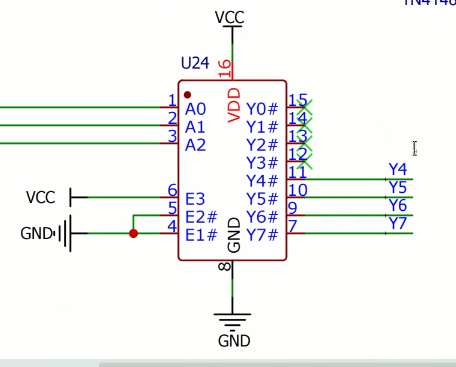 1N4148
VCC
U24
16
VDD
1 A0 Y0# 15
2 A1 Y1# 14
3 A2 Y2# 13
Y3# 12
Y4# 11 Y4
VCC 6 E3 Y5# 10 Y5
5 E2# Y6# 9 Y6
GND 4 E1# Y7# 7 Y7
GND
8
GND